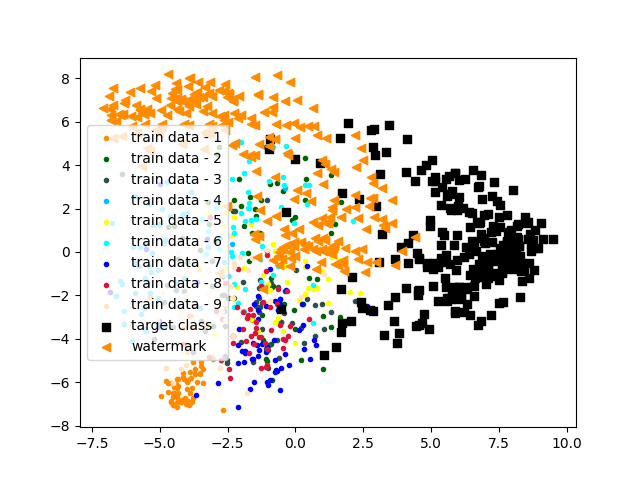 8
6
4
2
0
−2
−4
−6
−8
train data - 1
train data - 2
train data - 3
train data - 4
train data - 5
train data - 6
train data - 7
train data - 8
train data - 9
target class
watermark
−7.5 −5.0 −2.5 0.0 2.5 5.0 7.5 10.0